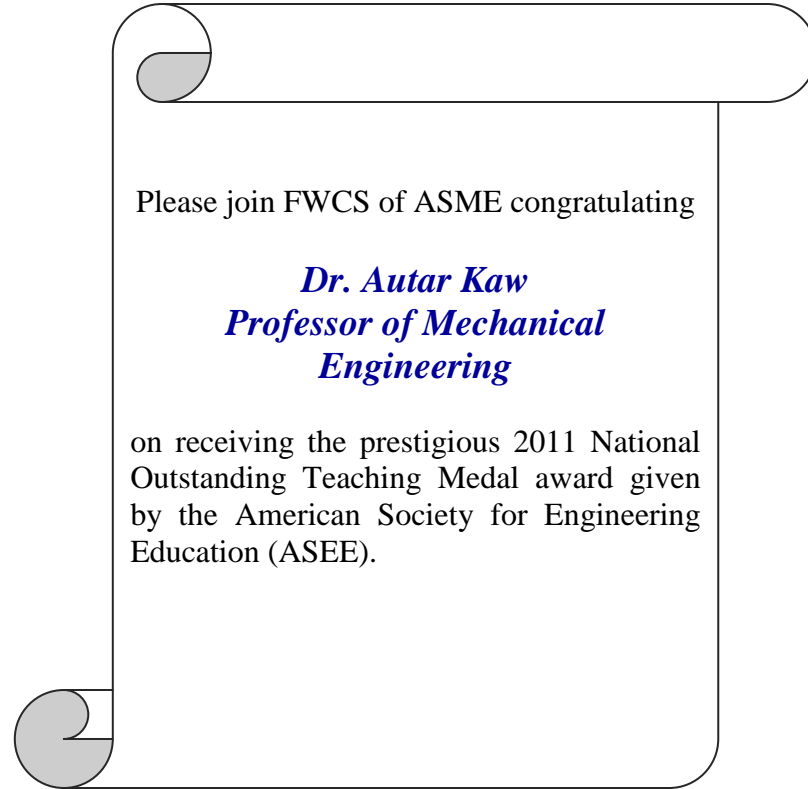 Please join FWCS of ASME congratulating
Dr. Autar Kaw
Professor of Mechanical
Engineering
on receiving the prestigious 2011 National
Outstanding Teaching Medal award given
by the American Society for Engineering
Education (ASEE).